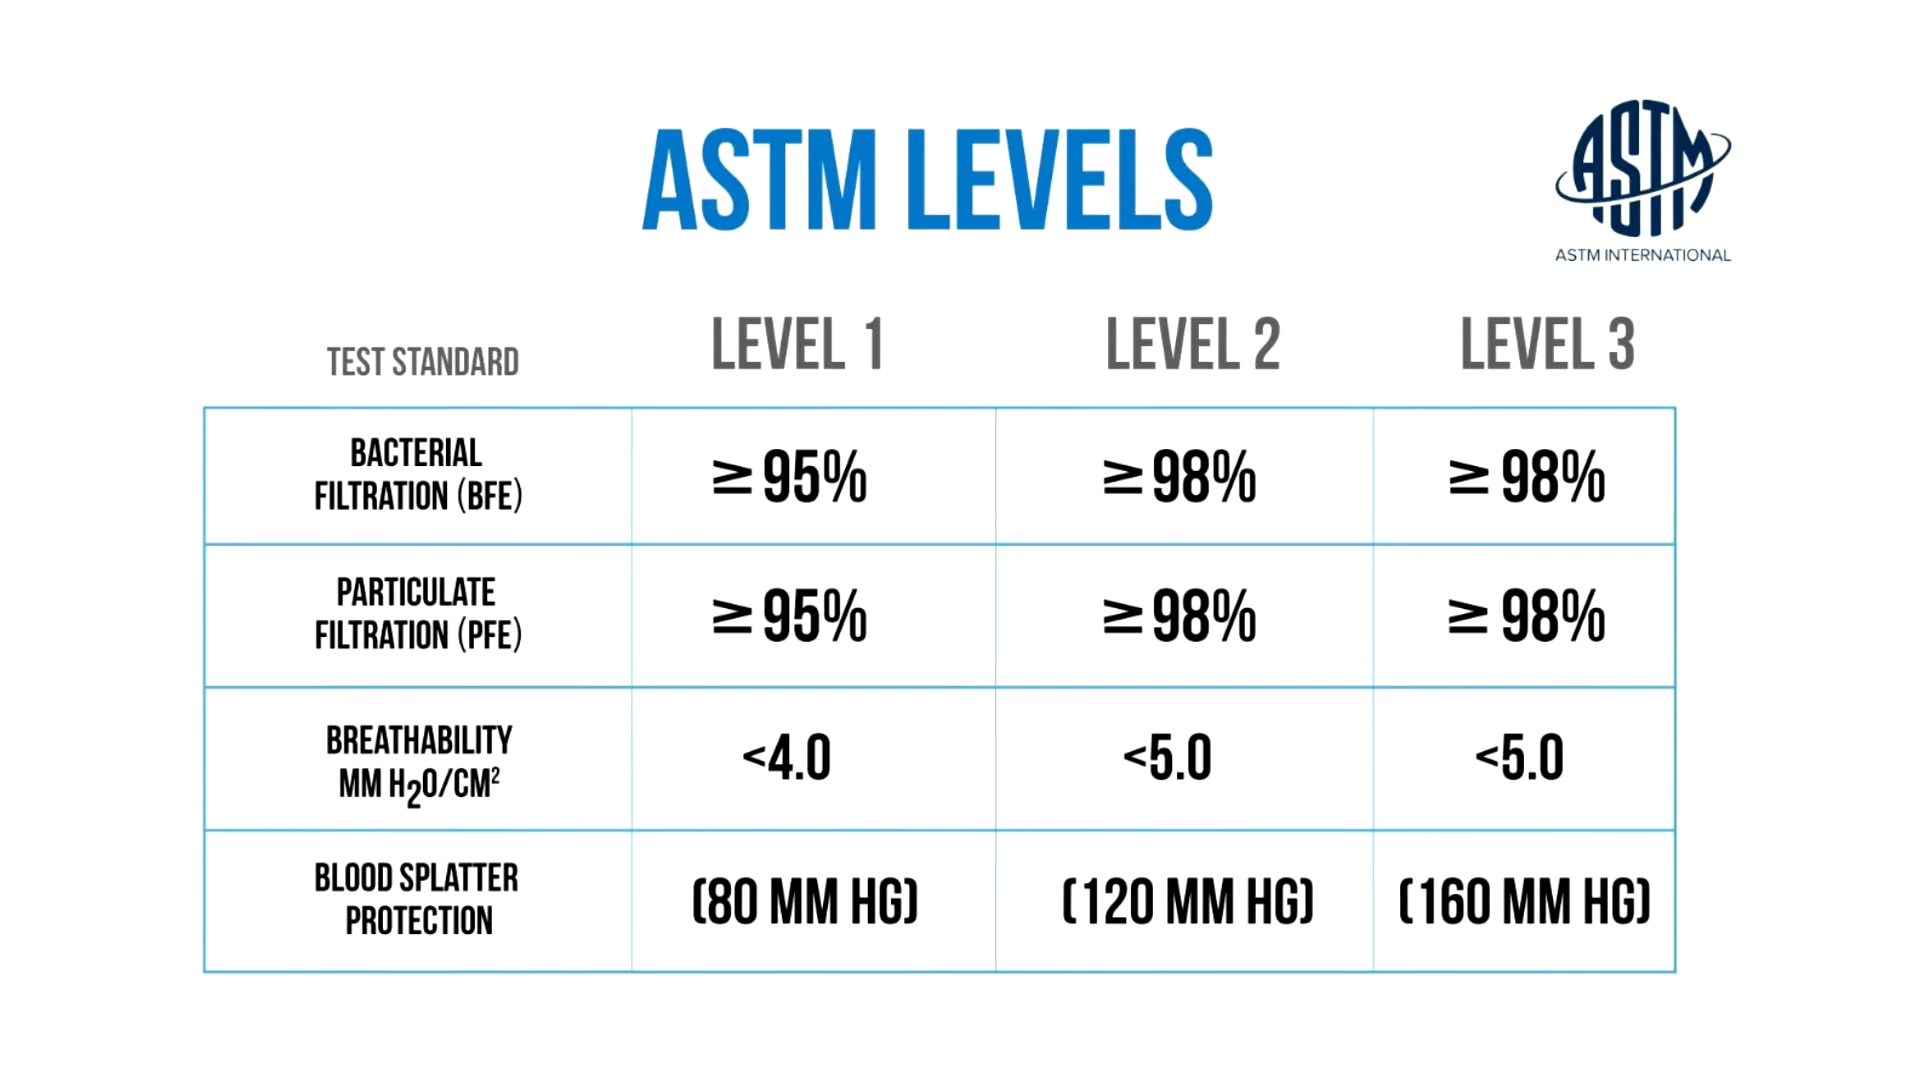 ASTM LEVELS
ASTM
ASTM INTERNATIONAL
TEST STANDARD LEVEL 1 LEVEL 2 LEVEL 3
BACTERIAL
FILTRATION (BFE)
≥ 95% ≥ 98% ≥ 98%
PARTICULATE
FILTRATION (PFE)
≥ 95% ≥ 98% ≥ 98%
BREATHABILITY
MM H₂O/CM²
<4.0 <5.0 <5.0
BLOOD SPLATTER
PROTECTION
(80 MM HG) (120 MM HG) (160 MM HG)